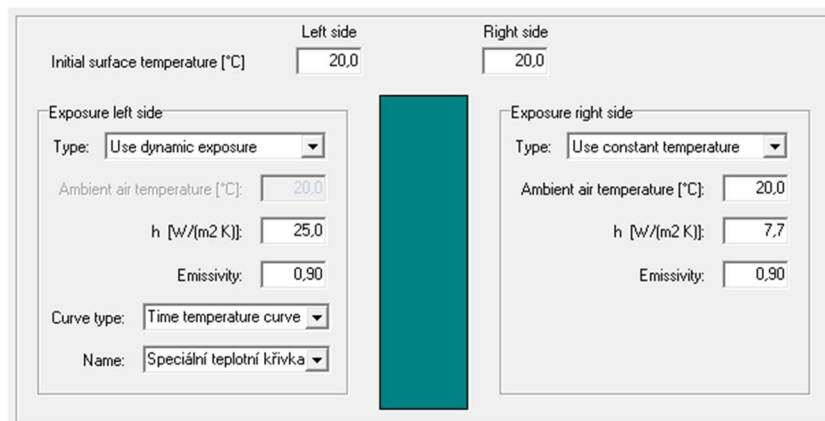 Left side Right side
Initial surface temperature [°C] 20,0 20,0
Exposure left side
Type: Use dynamic exposure
Ambient air temperature [°C]: 20,0
h [W/(m2 K)]: 25,0
Emissivity: 0,90
Curve type: Time temperature curve
Name: Speciální teplotní křivka
Exposure right side
Type: Use constant temperature
Ambient air temperature [°C]: 20,0
h [W/(m2 K)]: 7,7
Emissivity: 0,90